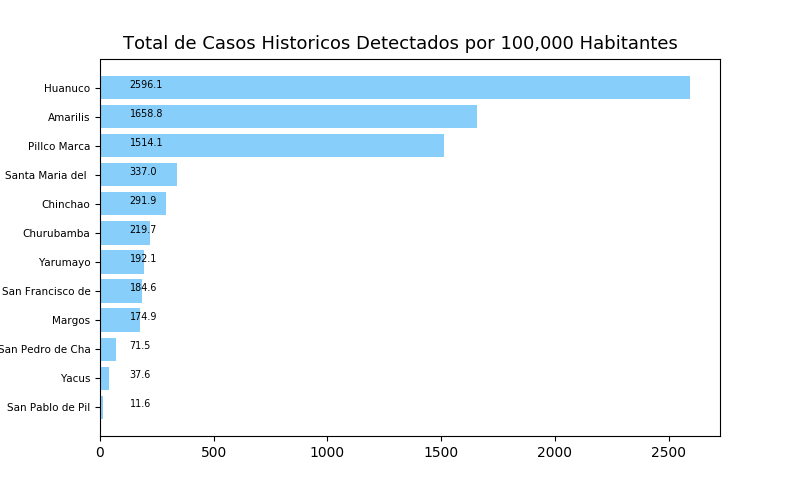 Total de Casos Historicos Detectados por 100,000 Habitantes
Huanuco 2596.1
Amarilis 1658.8
Pillco Marca 1514.1
Santa Maria del 337.0
Chinchao 291.9
Churubamba 219.7
Yarumayo 192.1
San Francisco de 184.6
Margos 174.9
San Pedro de Cha 71.5
Yacus 37.6
San Pablo de Pil 11.6
0 500 1000 1500 2000 2500